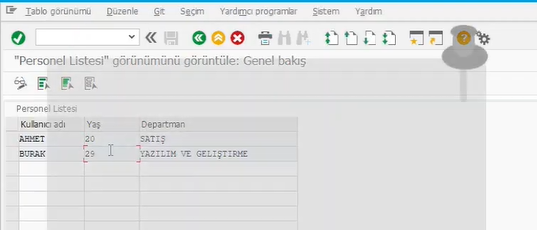 Tablo görünümü Düzenle Git Seçim Yardımcı programlar Sistem Yardım
"Personel Listesi" görünümünü görüntüle: Genel bakış
Personel Listesi
Kullanıcı adı Yaş Departman
AHMET 20 SATIŞ
BURAK 29 YAZILIM VE GELİŞTİRME